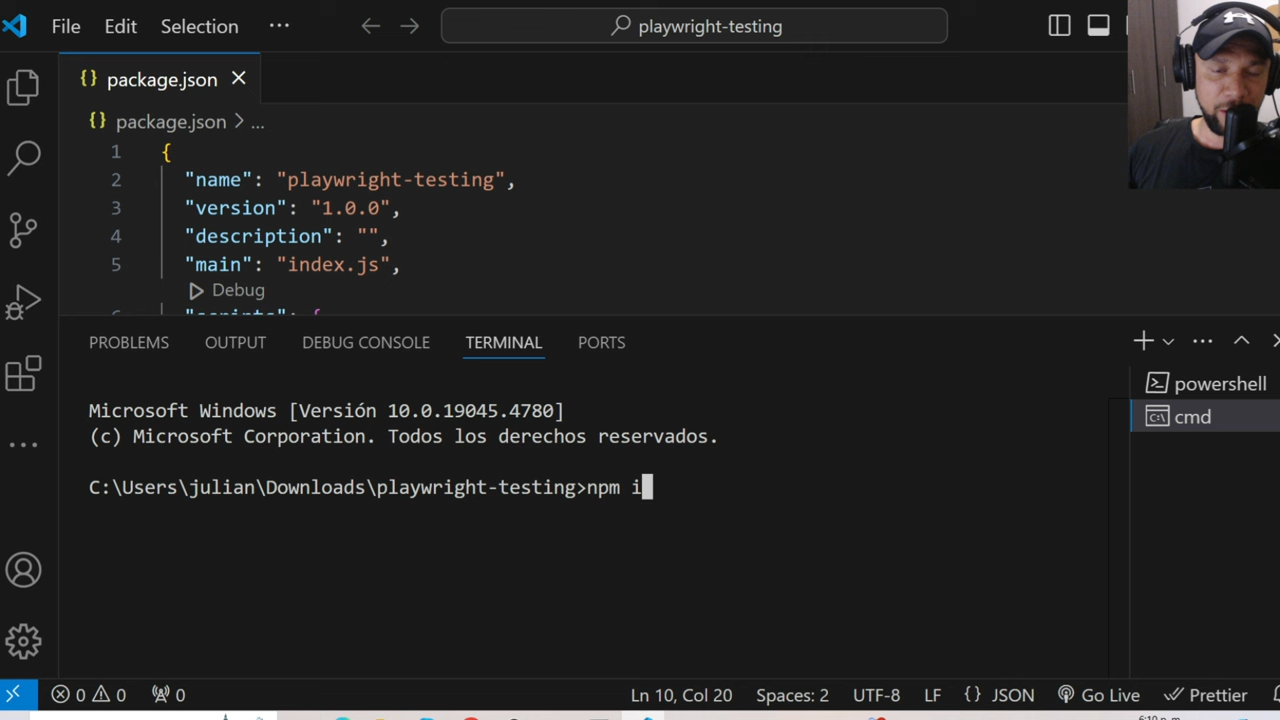 File Edit Selection ··· playwright-testing
package.json
package.json > ...
1 {
2 "name": "playwright-testing",
3 "version": "1.0.0",
4 "description": "",
5 "main": "index.js",
Debug
"scripts": {
PROBLEMS OUTPUT DEBUG CONSOLE TERMINAL PORTS
powershell
cmd
Microsoft Windows [Versión 10.0.19045.4780]
(c) Microsoft Corporation. Todos los derechos reservados.
C:\Users\julian\Downloads\playwright-testing>npm i
0 0 0 Ln 10, Col 20 Spaces: 2 UTF-8 LF {} JSON Go Live Prettier